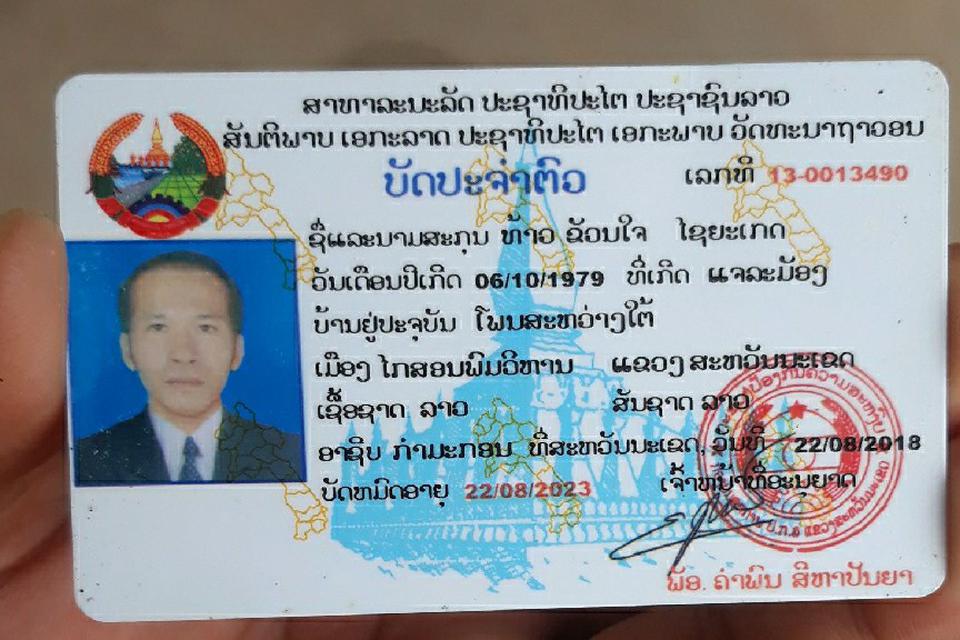 ສາທາລະນະລັດ ປະຊາທິປະໄຕ ປະຊາຊົນລາວ
ສັນຕິພາບ ເອກະລາດ ປະຊາທິປະໄຕ ເອກະພາບ ວັດທະນາຖາວອນ
ບັດປະຈຳຕົວ
ເລກທີ 13-0013490
ຊື່ແລະນາມສະກຸນ ທ້າວ ຂັວນໃຈ ໄຊຍະເກດ
ວັນເດືອນປີເກີດ 06/10/1979 ທີ່ເກີດ ແຈລະມັອງ
ບ້ານຢູ່ປະຈຸບັນ ໂພນສະຫວ່າງໃຕ້
ເມືອງ ໄກສອນພົມວິຫານ ແຂວງ ສະຫວັນນະເຂດ
ເຊື້ອຊາດ ລາວ ສັນຊາດ ລາວ
ອາຊີບ ກຳມະກອນ ທີ່ສະຫວັນນະເຂດ, ວັນທີ 22/08/2018
ບັດຫມົດອາຍຸ 22/08/2023 ເຈົ້າຫນ້າທີ່ອະນຸຍາດ
ພັອ. ຄຳພົນ ສີຫາປັນຍາ